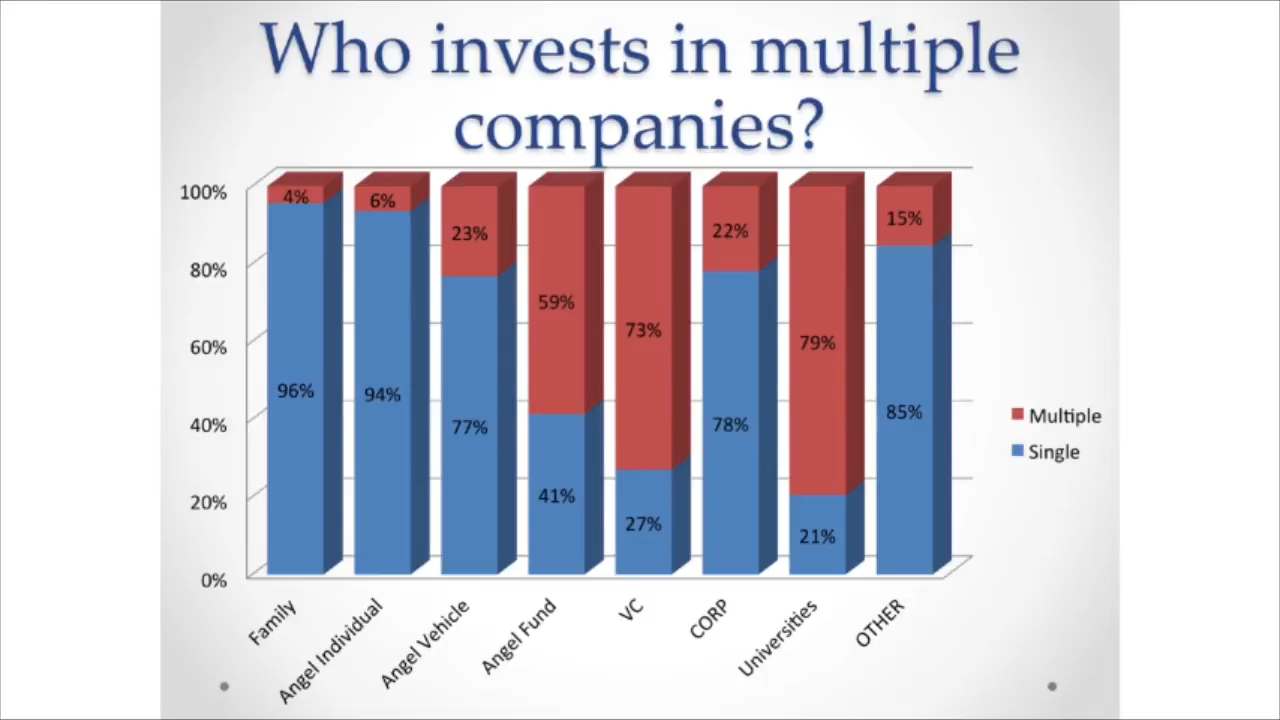 Who invests in multiple
companies?
100%
80%
60%
40%
20%
0%
4%
6%
23%
59%
73%
22%
79%
15%
96%
94%
77%
41%
27%
78%
21%
85%
Family
Angel Individual
Angel Vehicle
Angel Fund
VC
CORP
Universities
OTHER
Multiple
Single